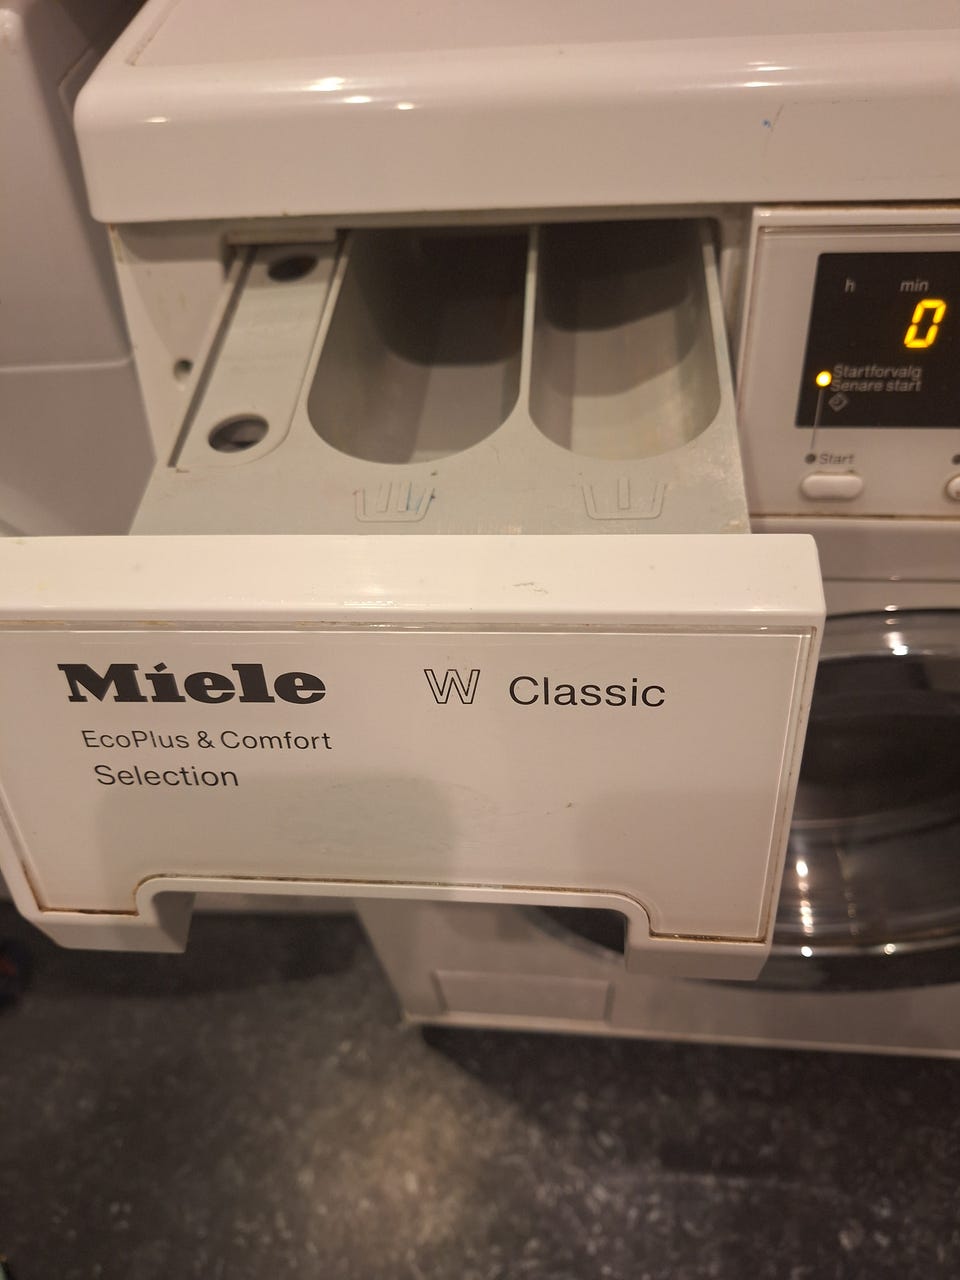 h min
0
Startforvalg
Senare start
Start
Miele
W Classic
EcoPlus & Comfort
Selection